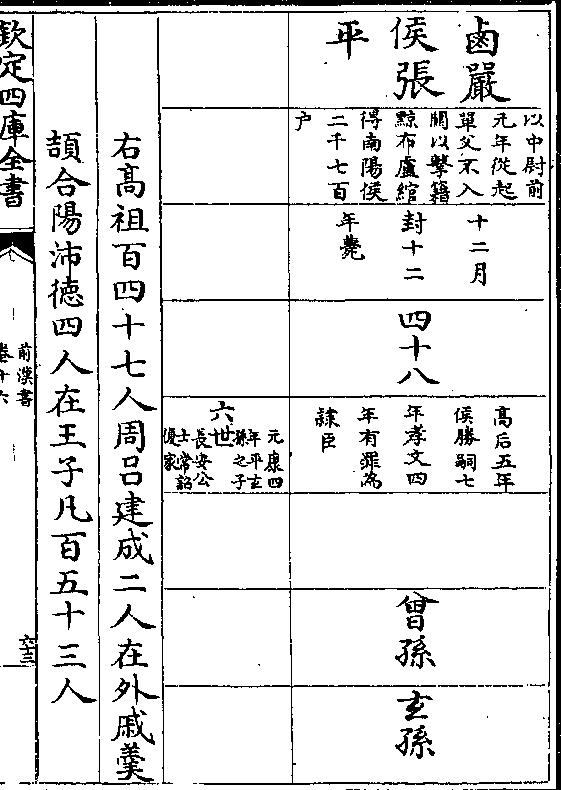 鹵嚴
侯張
平
以中尉前
元年從起
單父不入
關以擊籍
黥布盧綰
得南陽侯
二千七百
户
十二月
封十二
年薨
四十八
高后五年
侯勝嗣七
年孝文四
年有罪為
隸臣
曾孫
玄孫
六世
元康四
年平玄
孫之子
長安公
士常詔
復家
右高祖百四十七人周吕建成二人在外戚羹
頡合陽沛德四人在王子凡百五十三人
欽定四庫全書
前漢書
卷十六
六十三